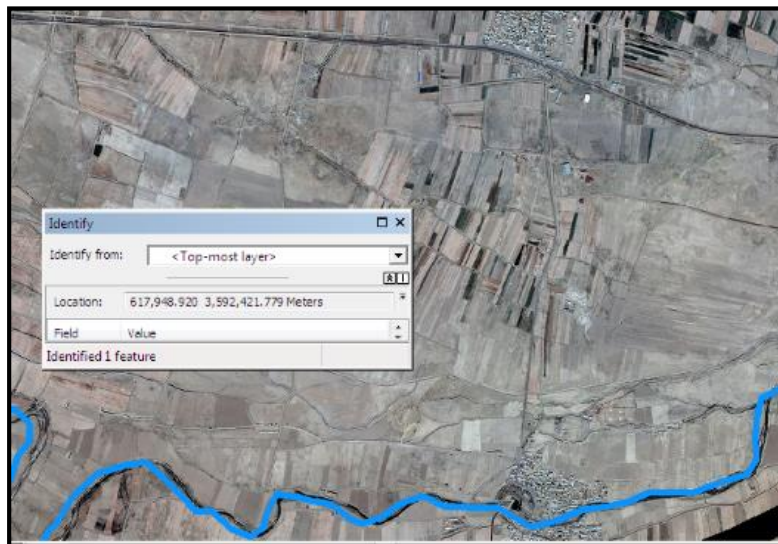 Identify
Identify from: <Top-most layer>
Location: 617,948.920 3,592,421.779 Meters
Field Value
Identified 1 feature